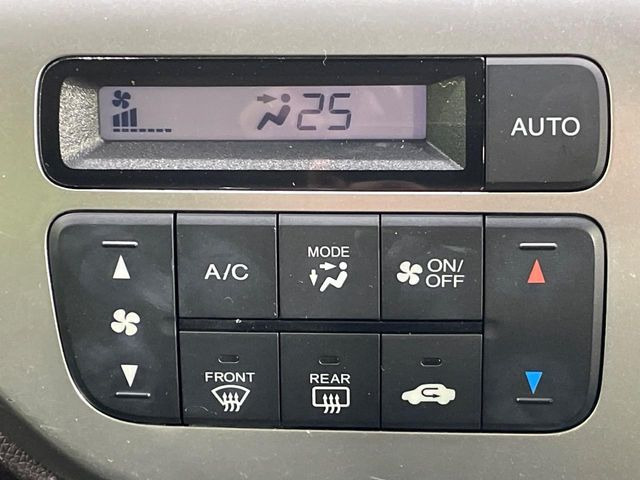 25
AUTO
A/C
MODE
ON/
OFF
FRONT
REAR